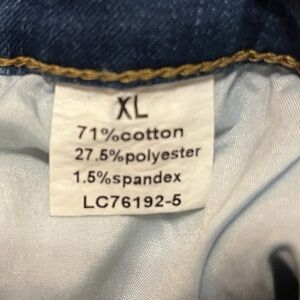 XL
71%cotton
27.5%polyester
1.5%spandex
LC76192-5